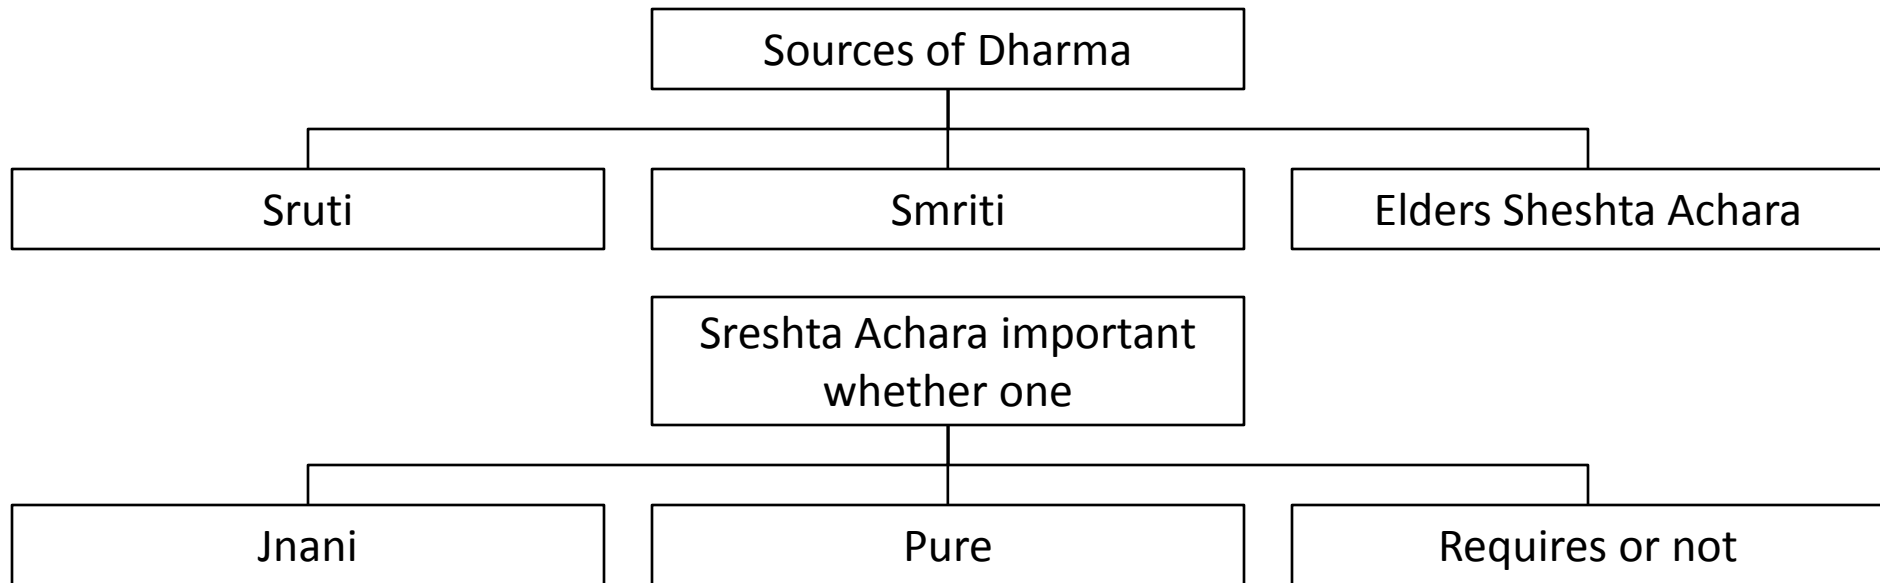 Sources of Dharma
Sruti
Smriti
Elders Sheshta Achara
Sreshta Achara important
whether one
Jnani
Pure
Requires or not